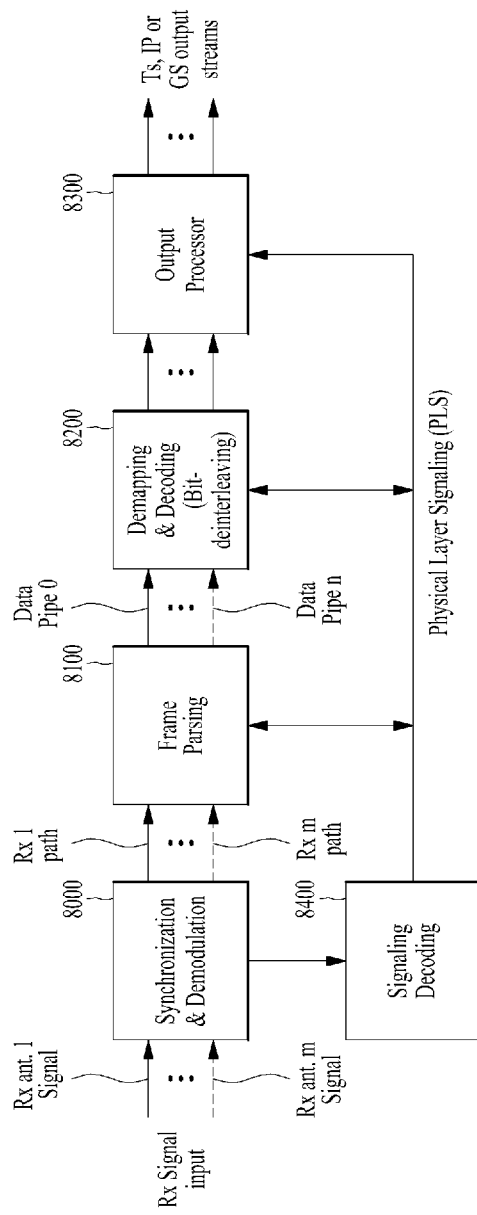 Rx Signal
input
Rx ant. 1
Signal
Rx ant. m
Signal
8000
Synchronization
& Demodulation
Rx 1
path
Rx m
path
8100
Frame
Parsing
Data
Pipe 0
Data
Pipe n
8200
Demapping
& Decoding
(Bit-
deinterleaving)
8300
Output
Processor
Ts, IP or
GS output
streams
8400
Signaling
Decoding
Physical Layer Signaling (PLS)